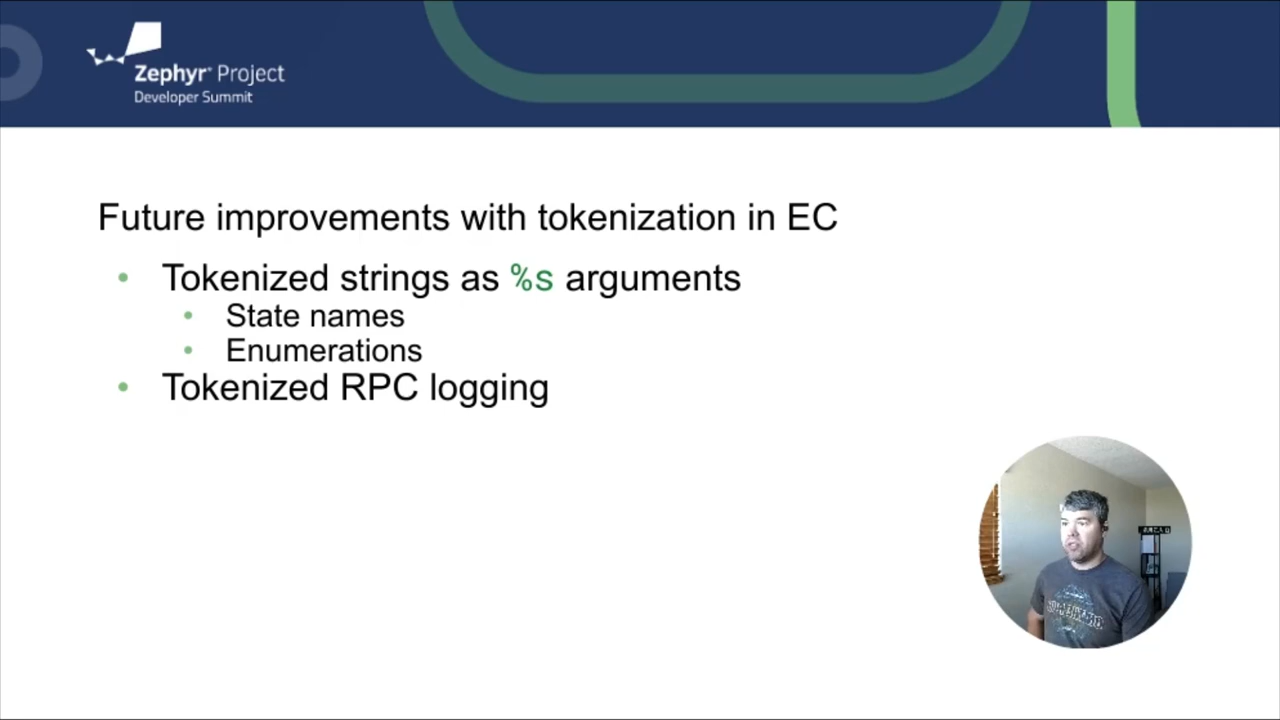 Zephyr® Project
Developer Summit
Future improvements with tokenization in EC
Tokenized strings as %s arguments
State names
Enumerations
Tokenized RPC logging